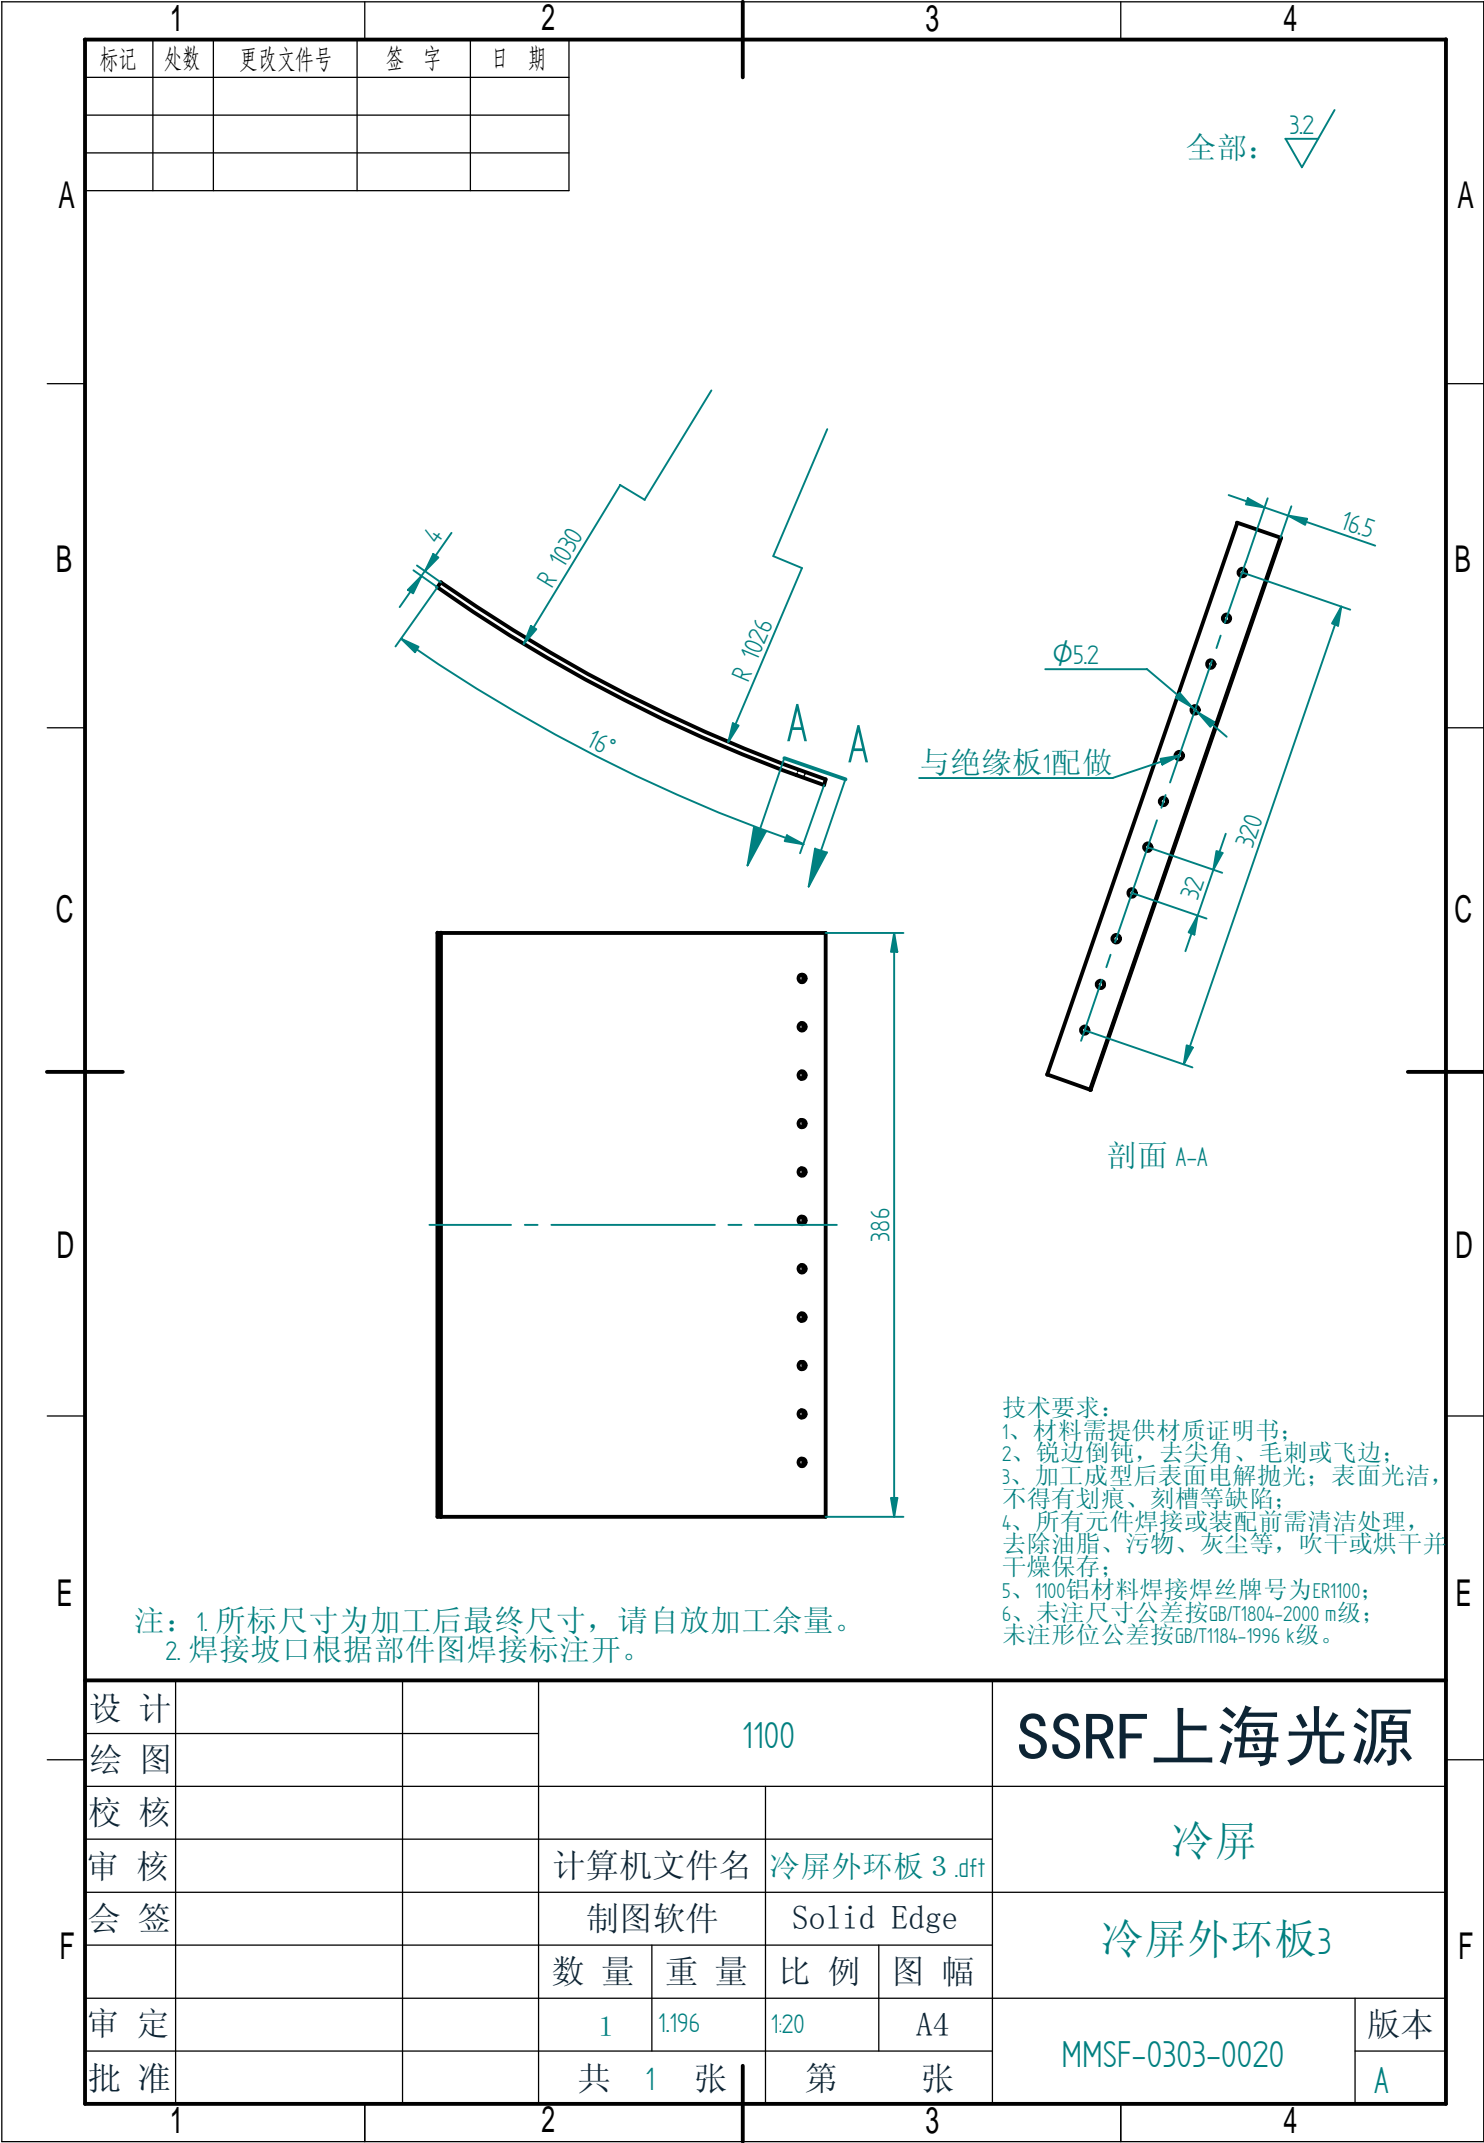 1 2 3 4
标记 处数 更改文件号 签 字 日 期
全部: 3.2
A A
4
R 1030
R 1026
16°
A A
16.5
B B
Φ5.2
与绝缘板1配做
320
32
C C
剖面 A-A
386
D D
技术要求:
1、材料需提供材质证明书;
2、锐边倒钝, 去尖角、毛刺或飞边;
3、加工成型后表面电解抛光; 表面光洁,
不得有划痕、刻槽等缺陷;
4、所有元件焊接或装配前需清洁处理,
去除油脂、污物、灰尘等, 吹干或烘干并
干燥保存;
5、1100铝材料焊接焊丝牌号为ER1100;
6、未注尺寸公差按GB/T1804-2000 m级;
未注形位公差按GB/T1184-1996 k级。
E E
注: 1.所标尺寸为加工后最终尺寸, 请自放加工余量。
2.焊接坡口根据部件图焊接标注开。
设 计 1100 SSRF上海光源
绘 图
校 核 冷屏
审 核 计算机文件名 冷屏外环板 3 .dft
会 签 制图软件 Solid Edge 冷屏外环板3
F F
数 量 重 量 比 例 图 幅
审 定 1 1.196 1:20 A4 MMSF-0303-0020 版本
批 准 共 1 张 第 张 A
1 2 3 4